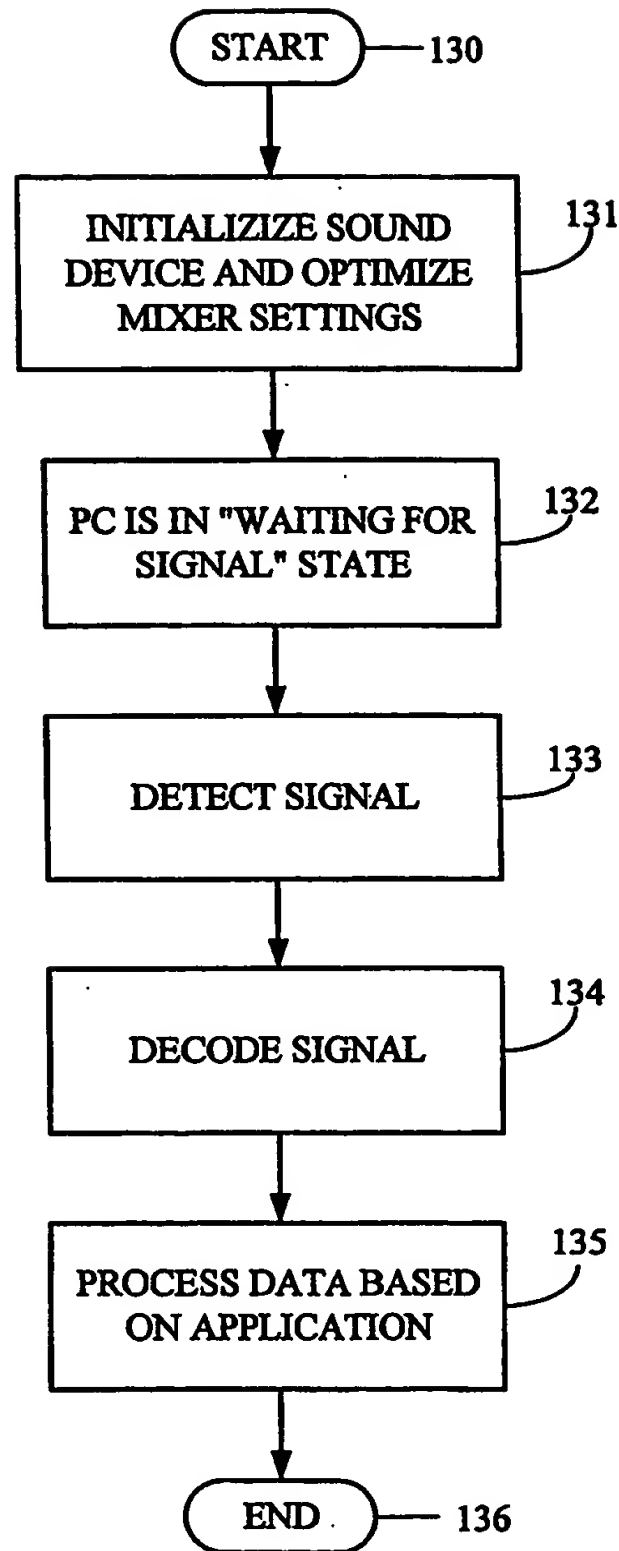 START
130
INITIALIZIZE SOUND
DEVICE AND OPTIMIZE
MIXER SETTINGS
131
PC IS IN "WAITING FOR
SIGNAL" STATE
132
DETECT SIGNAL
133
DECODE SIGNAL
134
PROCESS DATA BASED
ON APPLICATION
135
END
136